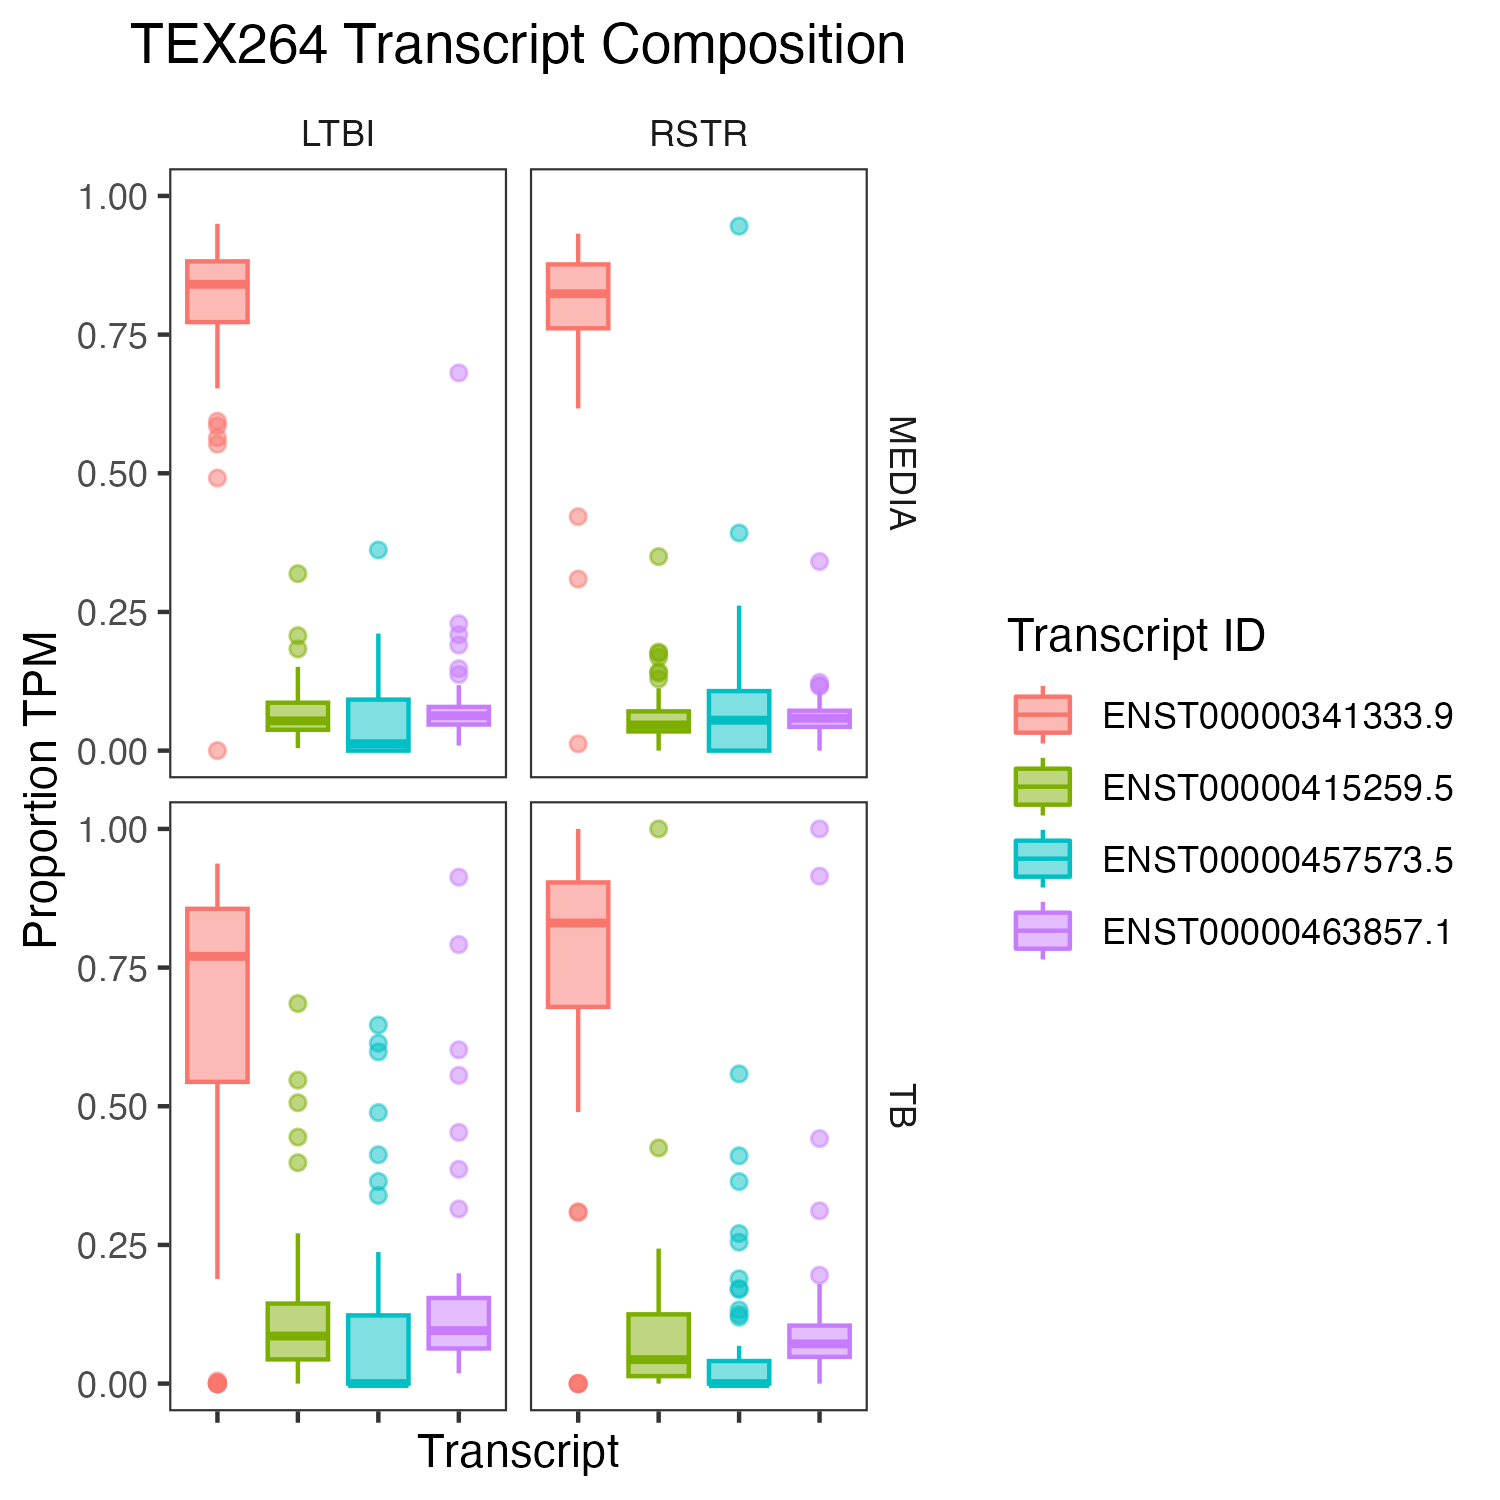 TEX264 Transcript Composition
LTBI
RSTR
1.00
0.75
0.50
0.25
0.00
MEDIA
1.00
0.75
0.50
0.25
0.00
TB
Proportion TPM
Transcript
Transcript ID
ENST00000341333.9
ENST00000415259.5
ENST00000457573.5
ENST00000463857.1